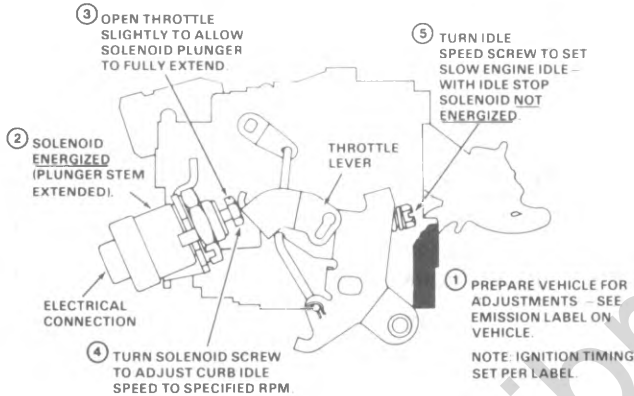 ③ OPEN THROTTLE
SLIGHTLY TO ALLOW
SOLENOID PLUNGER
TO FULLY EXTEND.
⑤ TURN IDLE
SPEED SCREW TO SET
SLOW ENGINE IDLE –
WITH IDLE STOP
SOLENOID NOT
ENERGIZED.
② SOLENOID
ENERGIZED
(PLUNGER STEM
EXTENDED).
THROTTLE
LEVER
ELECTRICAL
CONNECTION
① PREPARE VEHICLE FOR
ADJUSTMENTS – SEE
EMISSION LABEL ON
VEHICLE.
NOTE: IGNITION TIMING
SET PER LABEL.
④ TURN SOLENOID SCREW
TO ADJUST CURB IDLE
SPEED TO SPECIFIED RPM.